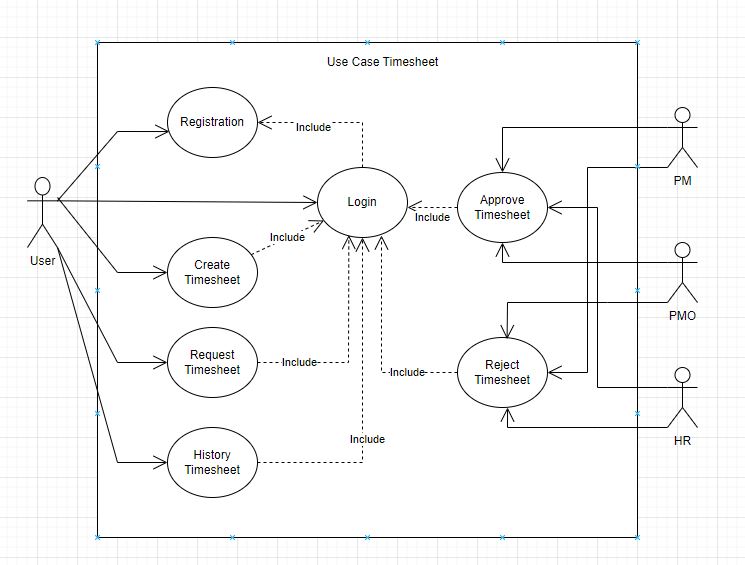 Use Case Timesheet
Registration
Include
Login
Approve
Timesheet
Include
PM
User
Include
Create
Timesheet
PMO
Request
Timesheet
Include
Reject
Timesheet
Include
HR
Include
History
Timesheet